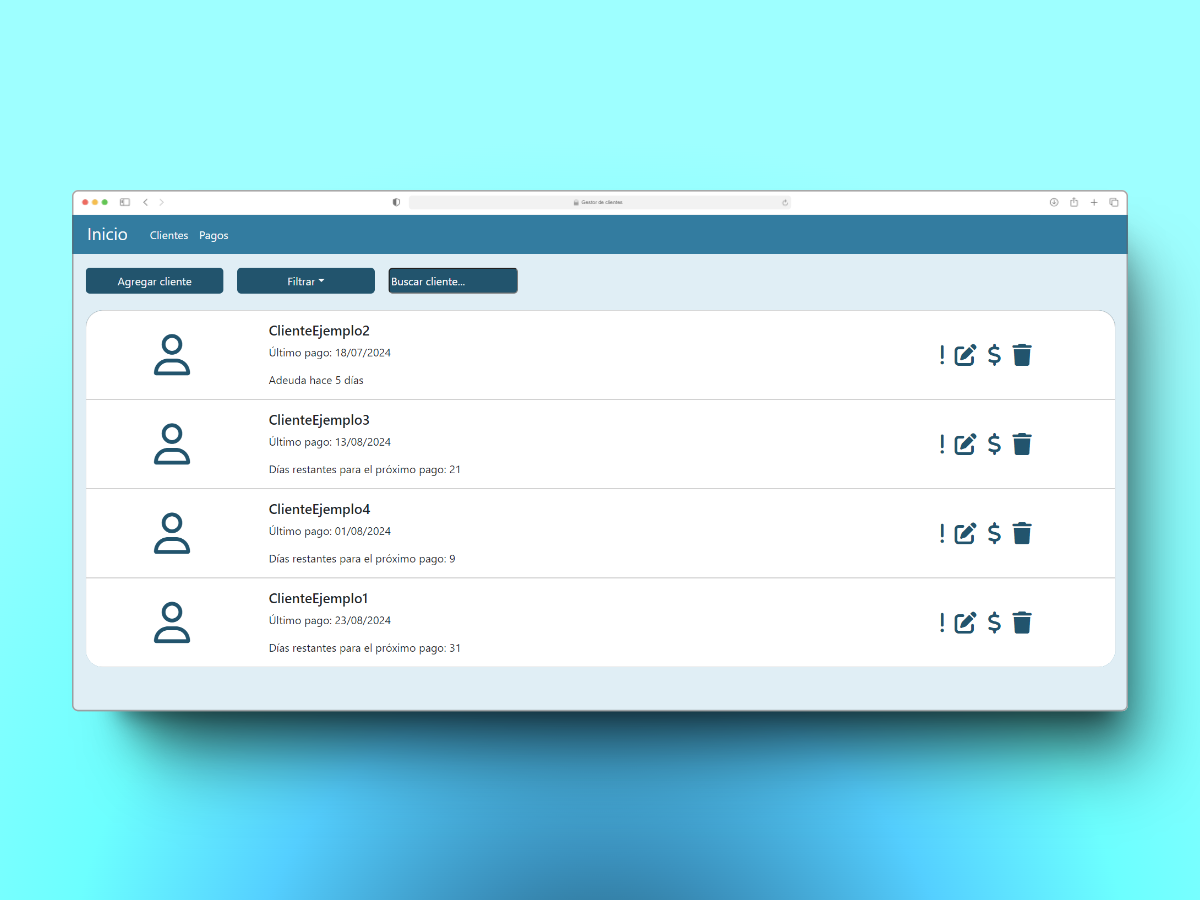 Gestor de clientes
Inicio Clientes Pagos
Agregar cliente Filtrar Buscar cliente...
ClienteEjemplo2
Último pago: 18/07/2024
Adeuda hace 5 días
ClienteEjemplo3
Último pago: 13/08/2024
Días restantes para el próximo pago: 21
ClienteEjemplo4
Último pago: 01/08/2024
Días restantes para el próximo pago: 9
ClienteEjemplo1
Último pago: 23/08/2024
Días restantes para el próximo pago: 31